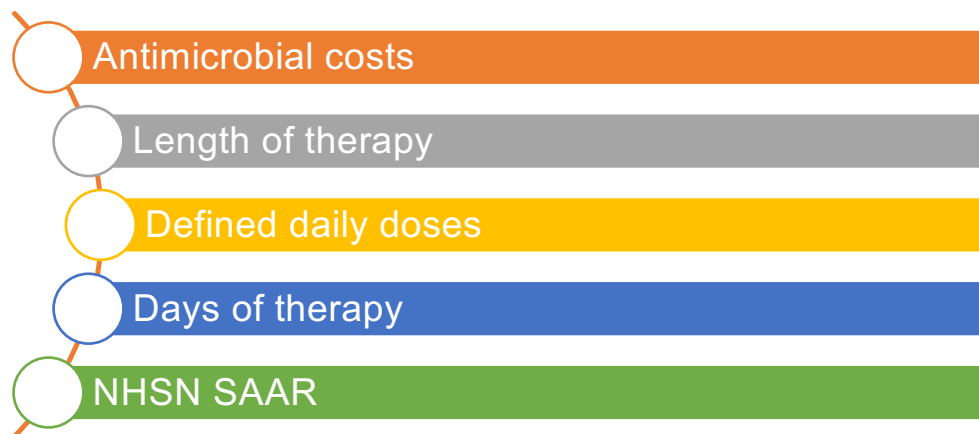 Antimicrobial costs
Length of therapy
Defined daily doses
Days of therapy
NHSN SAAR